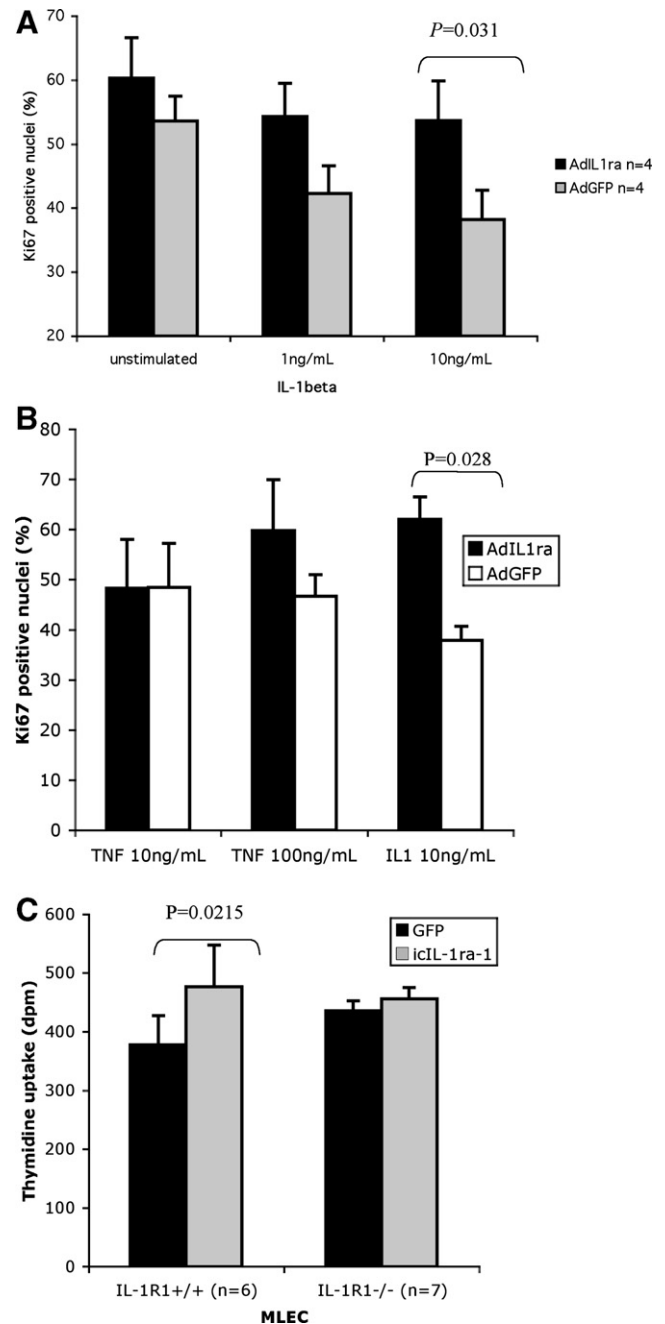 A
P=0.031
70
60
50
40
30
20
Ki67 positive nuclei (%)
unstimulated
1ng/mL
10ng/mL
IL-1beta
AdIL1ra n=4
AdGFP n=4
B
P=0.028
80
70
60
50
40
30
20
10
0
Ki67 positive nuclei (%)
AdIL1ra
AdGFP
TNF 10ng/mL
TNF 100ng/mL
IL1 10ng/mL
C
P=0.0215
600
500
400
300
200
100
0
Thymidine uptake (dpm)
GFP
icIL-1ra-1
IL-1R1+/+ (n=6)
IL-1R1-/- (n=7)
MLEC